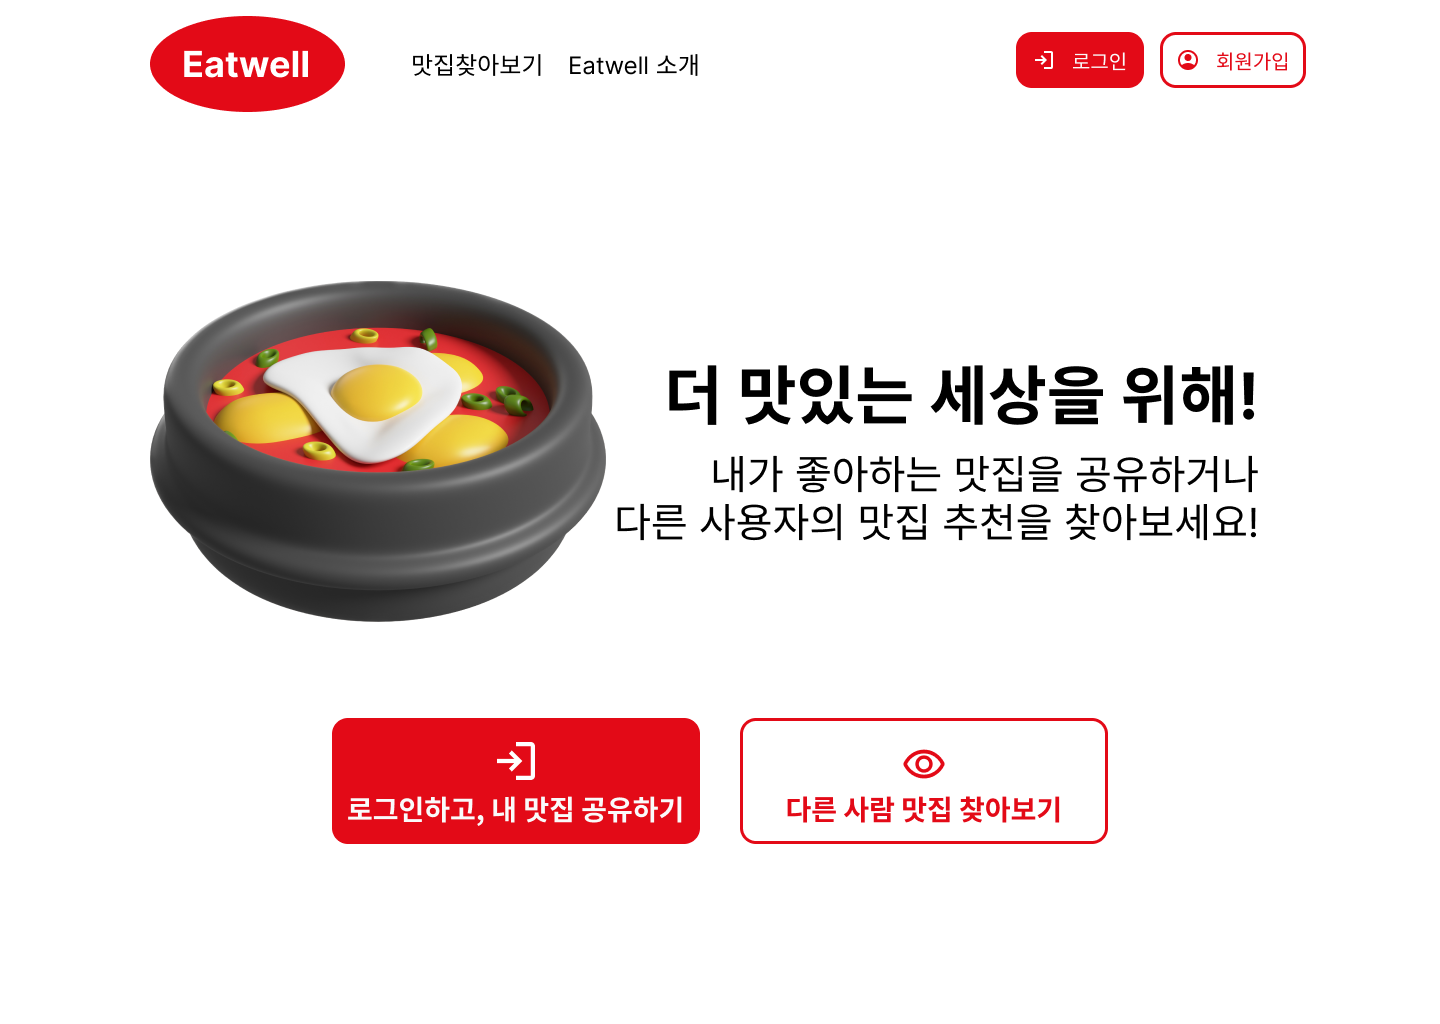 Eatwell
맛집찾아보기 Eatwell 소개
로그인
회원가입
더 맛있는 세상을 위해!
내가 좋아하는 맛집을 공유하거나
다른 사용자의 맛집 추천을 찾아보세요!
로그인하고, 내 맛집 공유하기
다른 사람 맛집 찾아보기